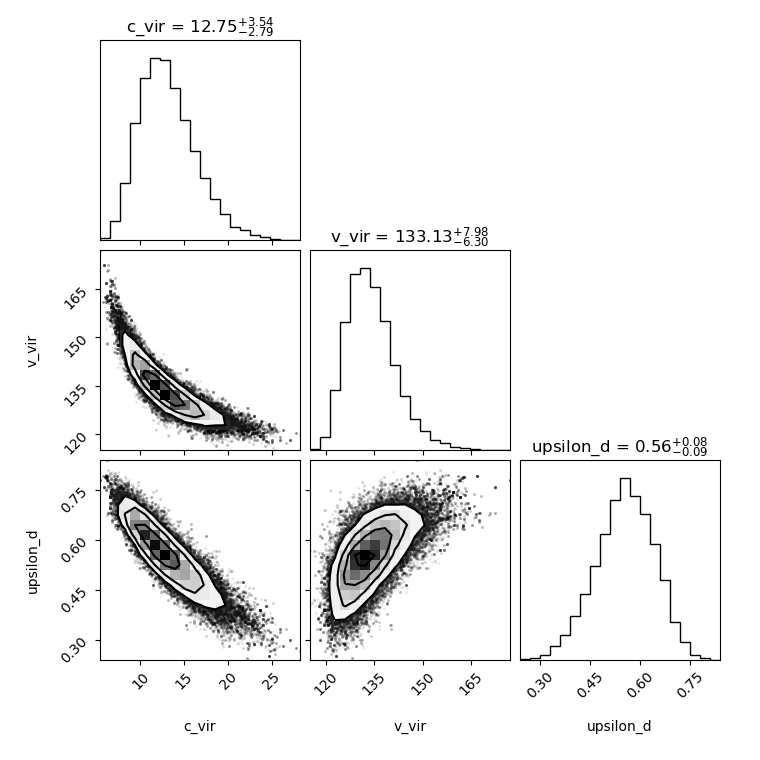 c_vir = 12.75+3.54−2.79
v_vir = 133.13+7.98−6.30
v_vir
165
150
135
120
upsilon_d = 0.56+0.08−0.09
upsilon_d
0.75
0.60
0.45
0.30
10 15 20 25
120 135 150 165
0.30 0.45 0.60 0.75
c_vir v_vir upsilon_d